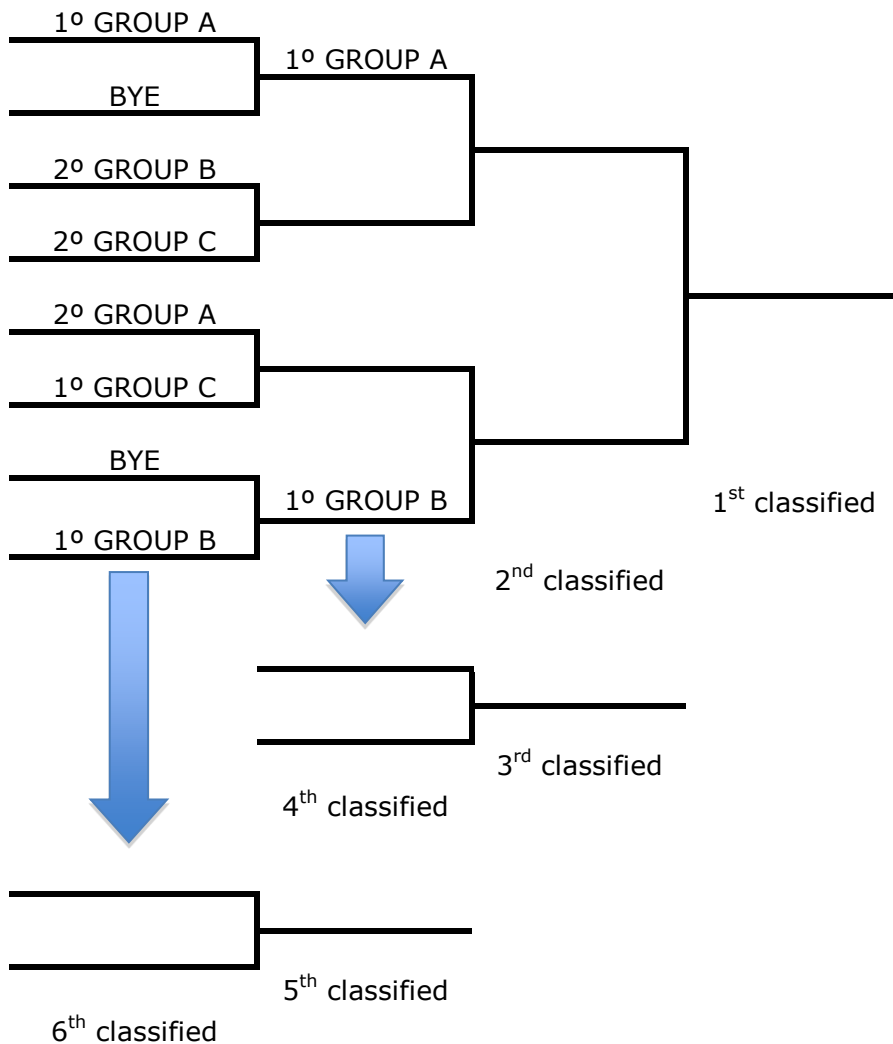 1º GROUP A
1º GROUP A
BYE
2º GROUP B
2º GROUP C
2º GROUP A
1º GROUP C
BYE
1º GROUP B
1º GROUP B
1st classified
2nd classified
3rd classified
4th classified
5th classified
6th classified